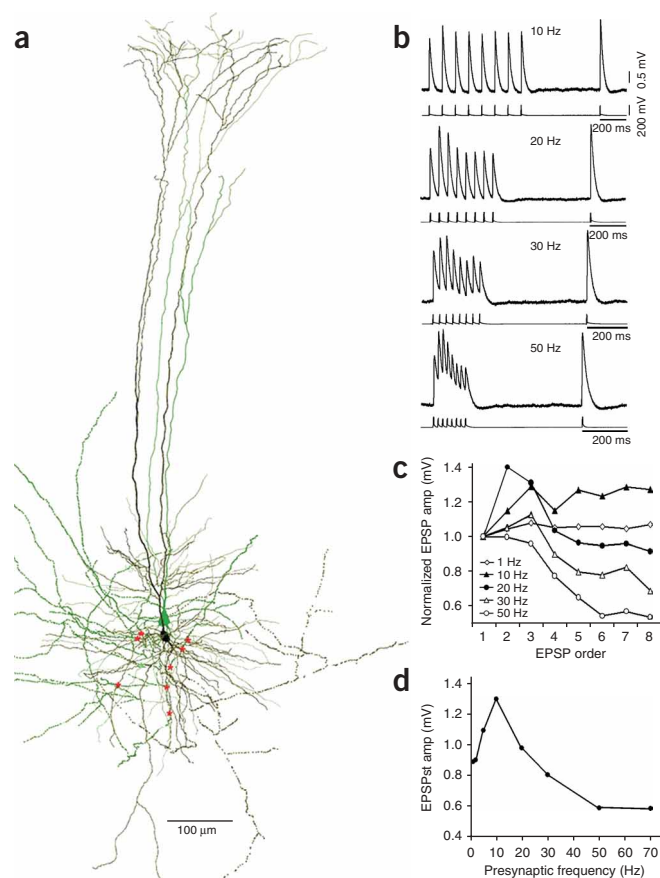 a
100 μm
b
10 Hz
0.5 mV
200 mV
200 ms
20 Hz
200 ms
30 Hz
200 ms
50 Hz
200 ms
c
Normalized EPSP amp (mV)
1.4
1.2
1.0
0.8
0.6
1 Hz
10 Hz
20 Hz
30 Hz
50 Hz
1 2 3 4 5 6 7 8
EPSP order
d
EPSPst amp (mV)
1.4
1.2
1.0
0.8
0.6
0.4
0 10 20 30 40 50 60 70
Presynaptic frequency (Hz)